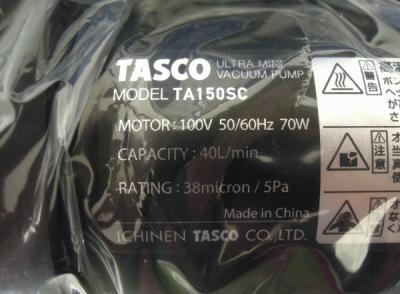 TASCO ULTRA MINI VACUUM PUMP
MODEL TA150SC
MOTOR: 100V 50/60Hz 70W
CAPACITY: 40L/min
RATING: 38micron / 5Pa
Made in China
ICHINEN TASCO CO.,LTD.
警告
注意